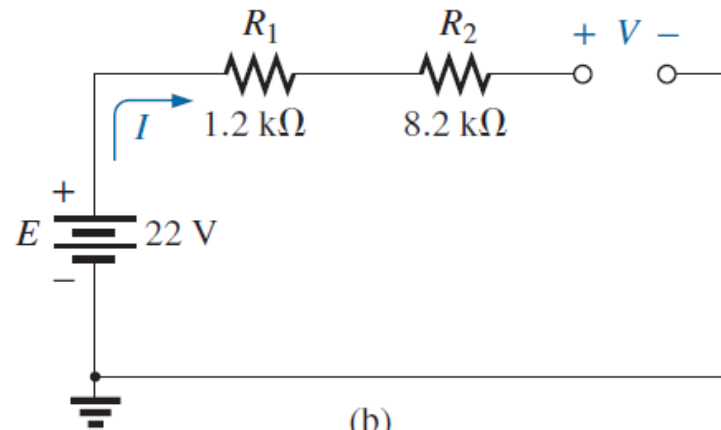 R1 R2 + V −
I 1.2 kΩ 8.2 kΩ
+
E 22 V
−
(b)